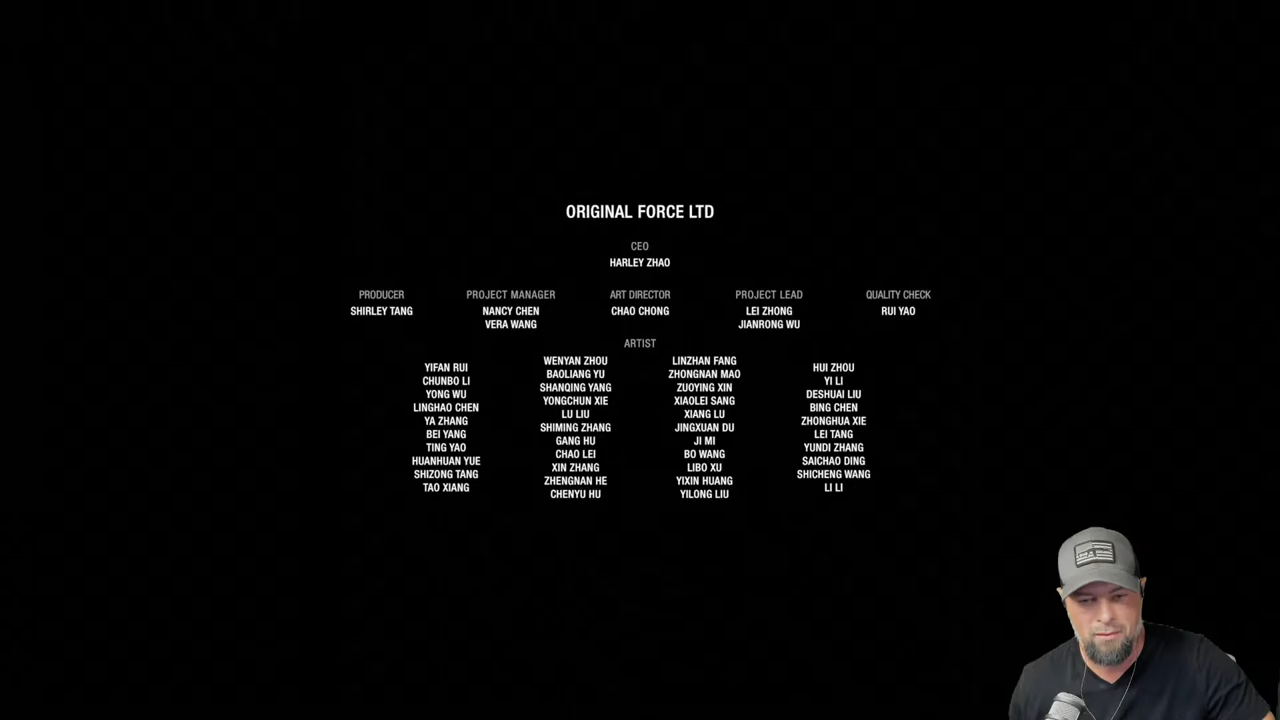 ORIGINAL FORCE LTD
CEO
HARLEY ZHAO
PRODUCER
SHIRLEY TANG
PROJECT MANAGER
NANCY CHEN
VERA WANG
ART DIRECTOR
CHAO CHONG
PROJECT LEAD
LEI ZHONG
JIANRONG WU
QUALITY CHECK
RUI YAO
ARTIST
YIFAN RUI
CHUNBO LI
YONG WU
LINGHAO CHEN
YA ZHANG
BEI YANG
TING YAO
HUANHUAN YUE
SHIZONG TANG
TAO XIANG
WENYAN ZHOU
BAOLIANG YU
SHANQING YANG
YONGCHUN XIE
LU LIU
SHIMING ZHANG
GANG HU
CHAO LEI
XIN ZHANG
ZHENGNAN HE
CHENYU HU
LINZHAN FANG
ZHONGNAN MAO
ZUOYING XIN
XIAOLEI SANG
XIANG LU
JINGXUAN DU
JI MI
BO WANG
LIBO XU
YIXIN HUANG
YILONG LIU
HUI ZHOU
YI LI
DESHUAI LIU
BING CHEN
ZHONGHUA XIE
LEI TANG
YUNDI ZHANG
SAICHAO DING
SHICHENG WANG
LI LI